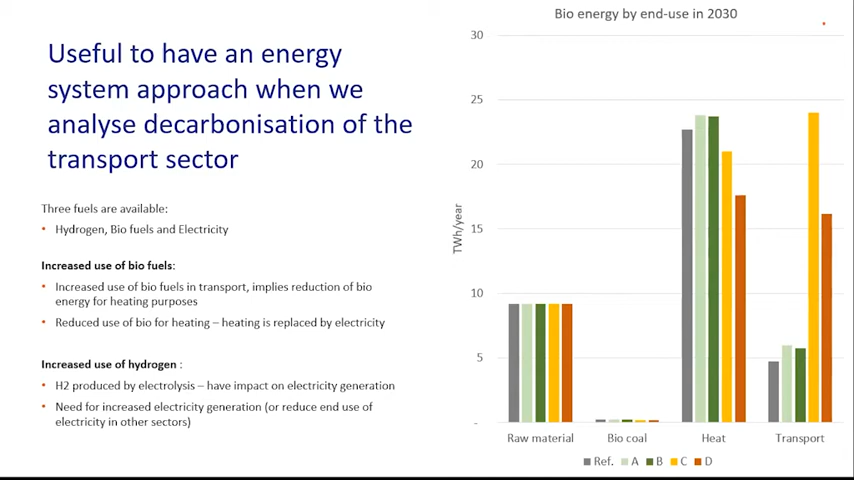 Useful to have an energy
system approach when we
analyse decarbonisation of the
transport sector
Three fuels are available:
• Hydrogen, Bio fuels and Electricity
Increased use of bio fuels:
• Increased use of bio fuels in transport, implies reduction of bio
energy for heating purposes
• Reduced use of bio for heating – heating is replaced by electricity
Increased use of hydrogen :
• H2 produced by electrolysis – have impact on electricity generation
• Need for increased electricity generation (or reduce end use of
electricity in other sectors)
Bio energy by end-use in 2030
TWh/year
30
25
20
15
10
5
-
Raw material Bio coal Heat Transport
Ref. A B C D